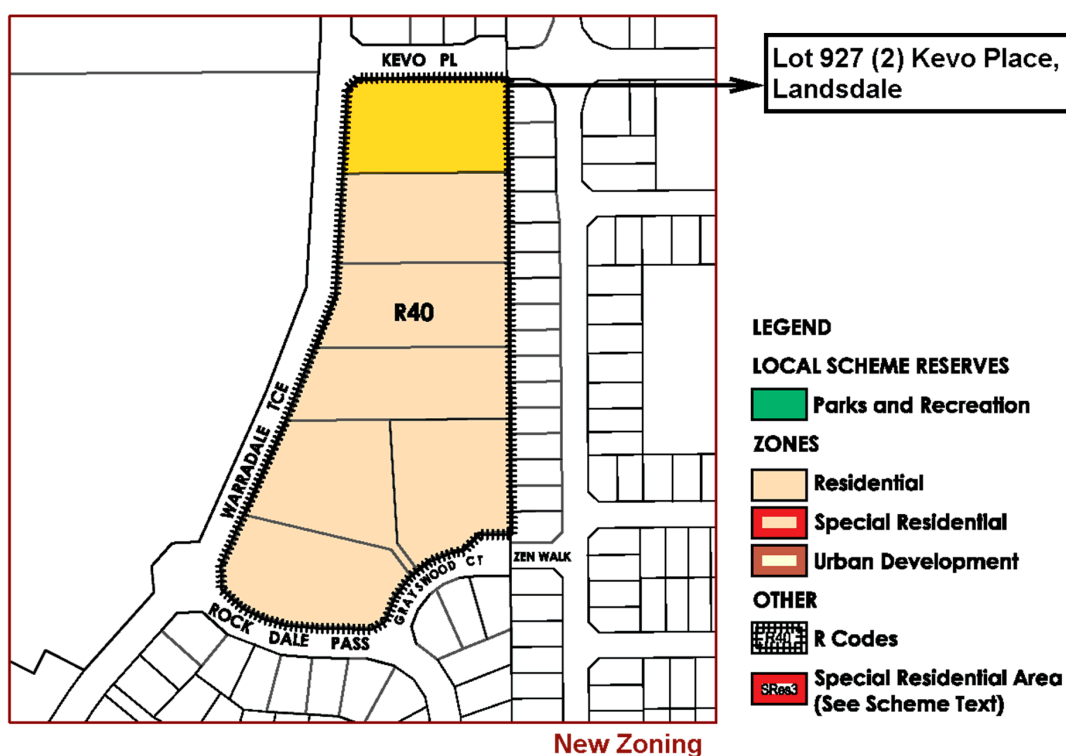 KEVO PL
Lot 927 (2) Kevo Place,
Landsdale
R40
WARRADALE TCE
ZEN WALK
GRAYSWOOD CT
ROCK DALE PASS
LEGEND
LOCAL SCHEME RESERVES
Parks and Recreation
ZONES
Residential
Special Residential
Urban Development
OTHER
R40 R Codes
SRes3 Special Residential Area
(See Scheme Text)
New Zoning